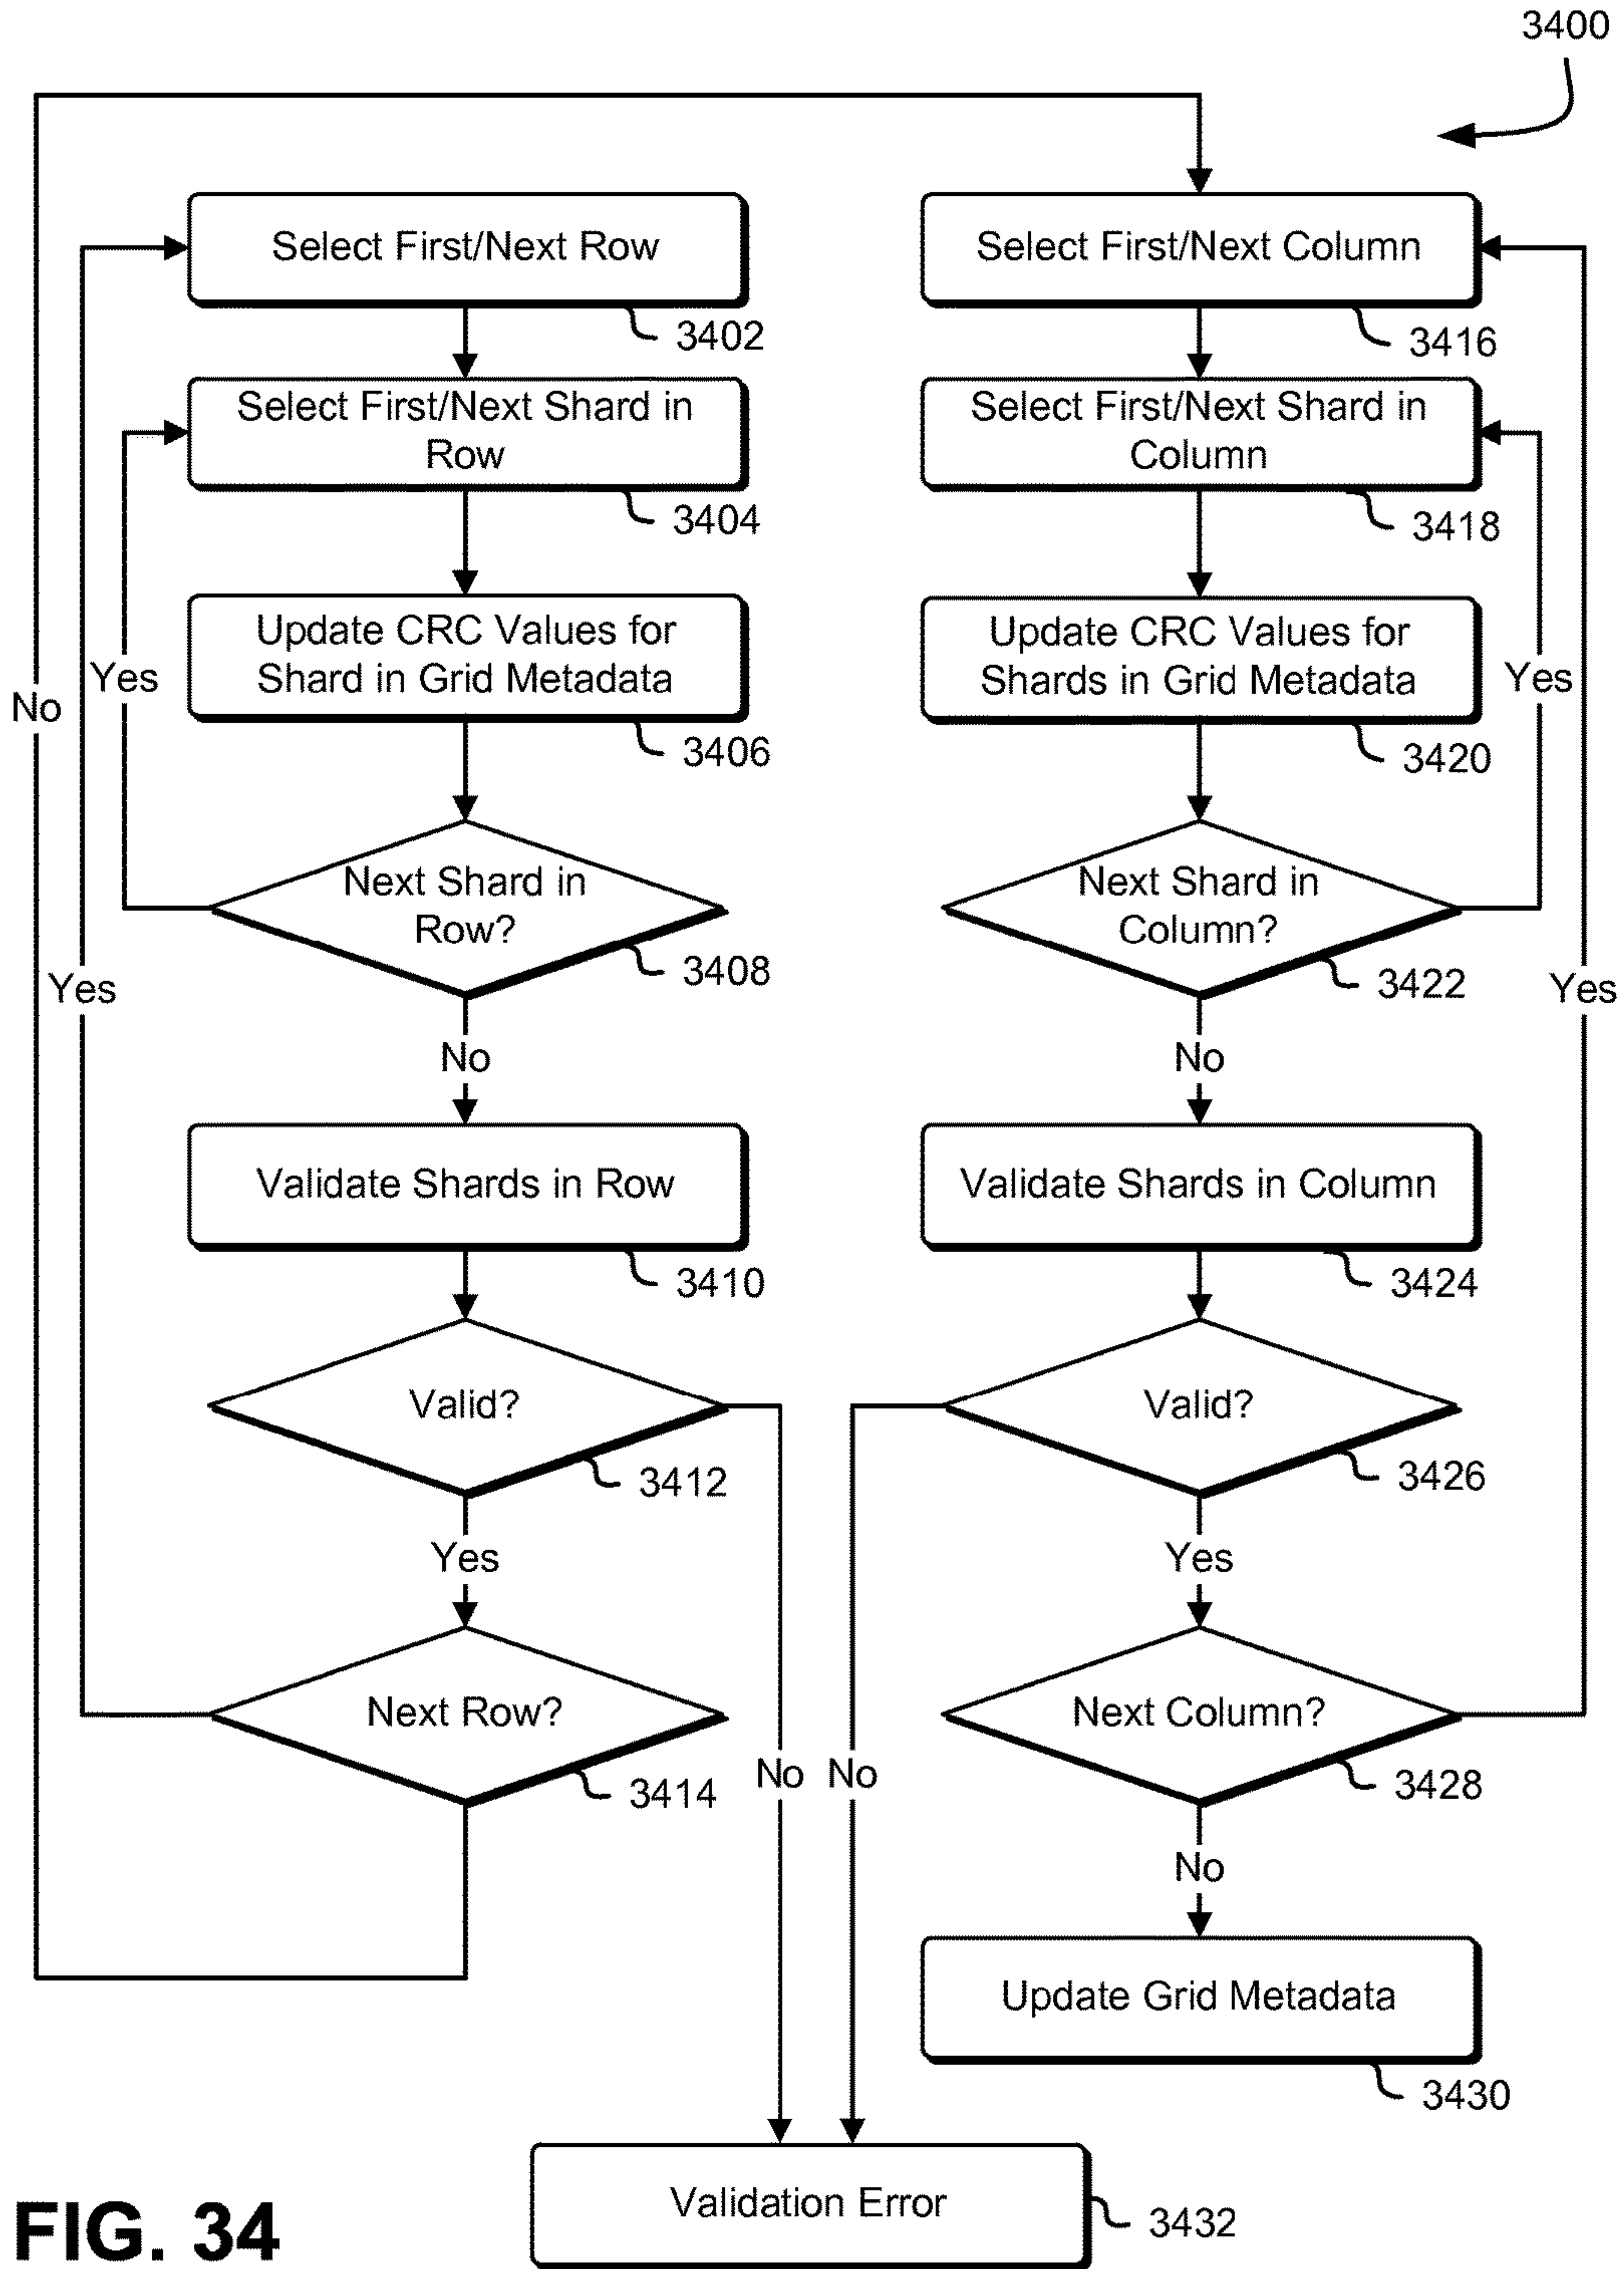 3400
Select First/Next Row
3402
Select First/Next Shard in
Row
3404
Update CRC Values for
Shard in Grid Metadata
3406
Yes
No
Next Shard in
Row?
3408
Yes
No
Validate Shards in Row
3410
Valid?
3412
Yes
Next Row?
3414
No
Select First/Next Column
3416
Select First/Next Shard in
Column
3418
Update CRC Values for
Shards in Grid Metadata
3420
Yes
Next Shard in
Column?
3422
Yes
No
Validate Shards in Column
3424
Valid?
3426
Yes
No
Next Column?
3428
No
Update Grid Metadata
3430
Validation Error
3432
FIG. 34